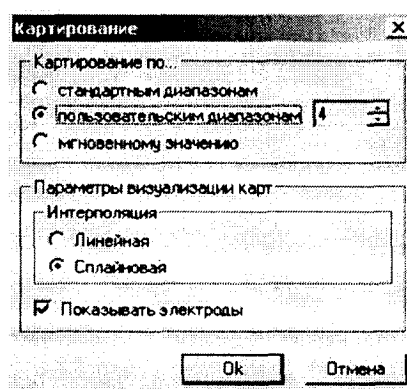 Картирование
Картирование по...
стандартным диапазонам
пользовательским диапазонам 4
мгновенному значению
Параметры визуализации карт
Интерполяция
Линейная
Сплайновая
Показывать электроды
Ok Отмена